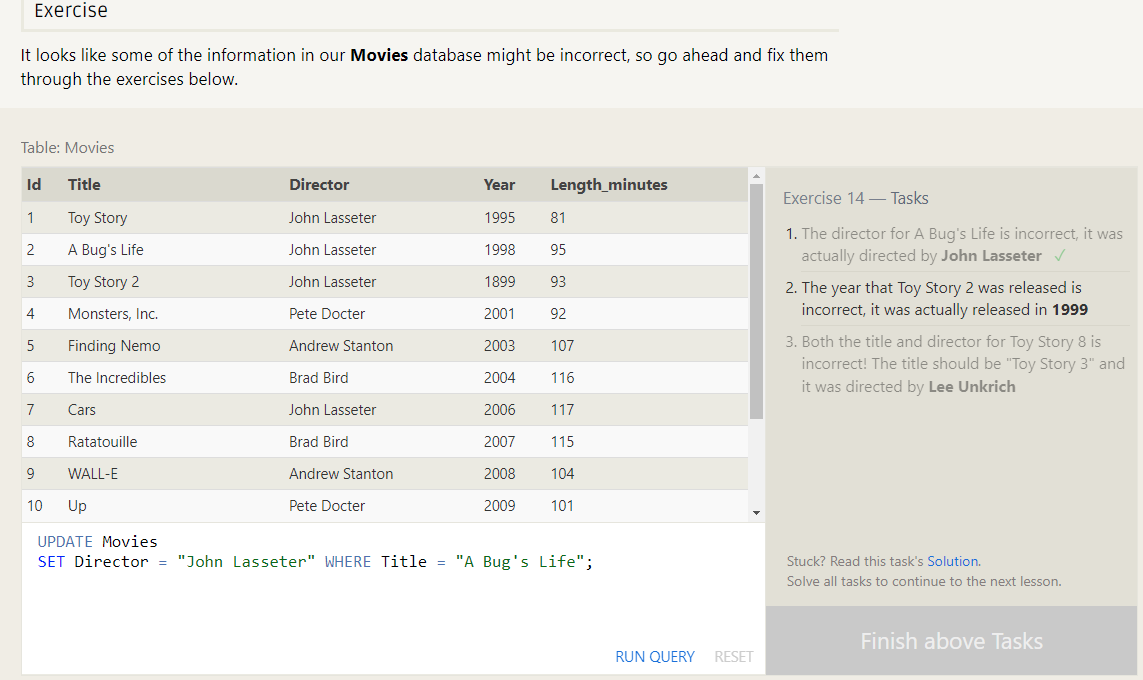 Exercise
It looks like some of the information in our Movies database might be incorrect, so go ahead and fix them
through the exercises below.
Table: Movies
Id Title Director Year Length_minutes
1 Toy Story John Lasseter 1995 81
2 A Bug's Life John Lasseter 1998 95
3 Toy Story 2 John Lasseter 1899 93
4 Monsters, Inc. Pete Docter 2001 92
5 Finding Nemo Andrew Stanton 2003 107
6 The Incredibles Brad Bird 2004 116
7 Cars John Lasseter 2006 117
8 Ratatouille Brad Bird 2007 115
9 WALL-E Andrew Stanton 2008 104
10 Up Pete Docter 2009 101
UPDATE Movies
SET Director = "John Lasseter" WHERE Title = "A Bug's Life";
RUN QUERY RESET
Exercise 14 — Tasks
1. The director for A Bug's Life is incorrect, it was
actually directed by John Lasseter ✓
2. The year that Toy Story 2 was released is
incorrect, it was actually released in 1999
3. Both the title and director for Toy Story 8 is
incorrect! The title should be "Toy Story 3" and
it was directed by Lee Unkrich
Stuck? Read this task's Solution.
Solve all tasks to continue to the next lesson.
Finish above Tasks